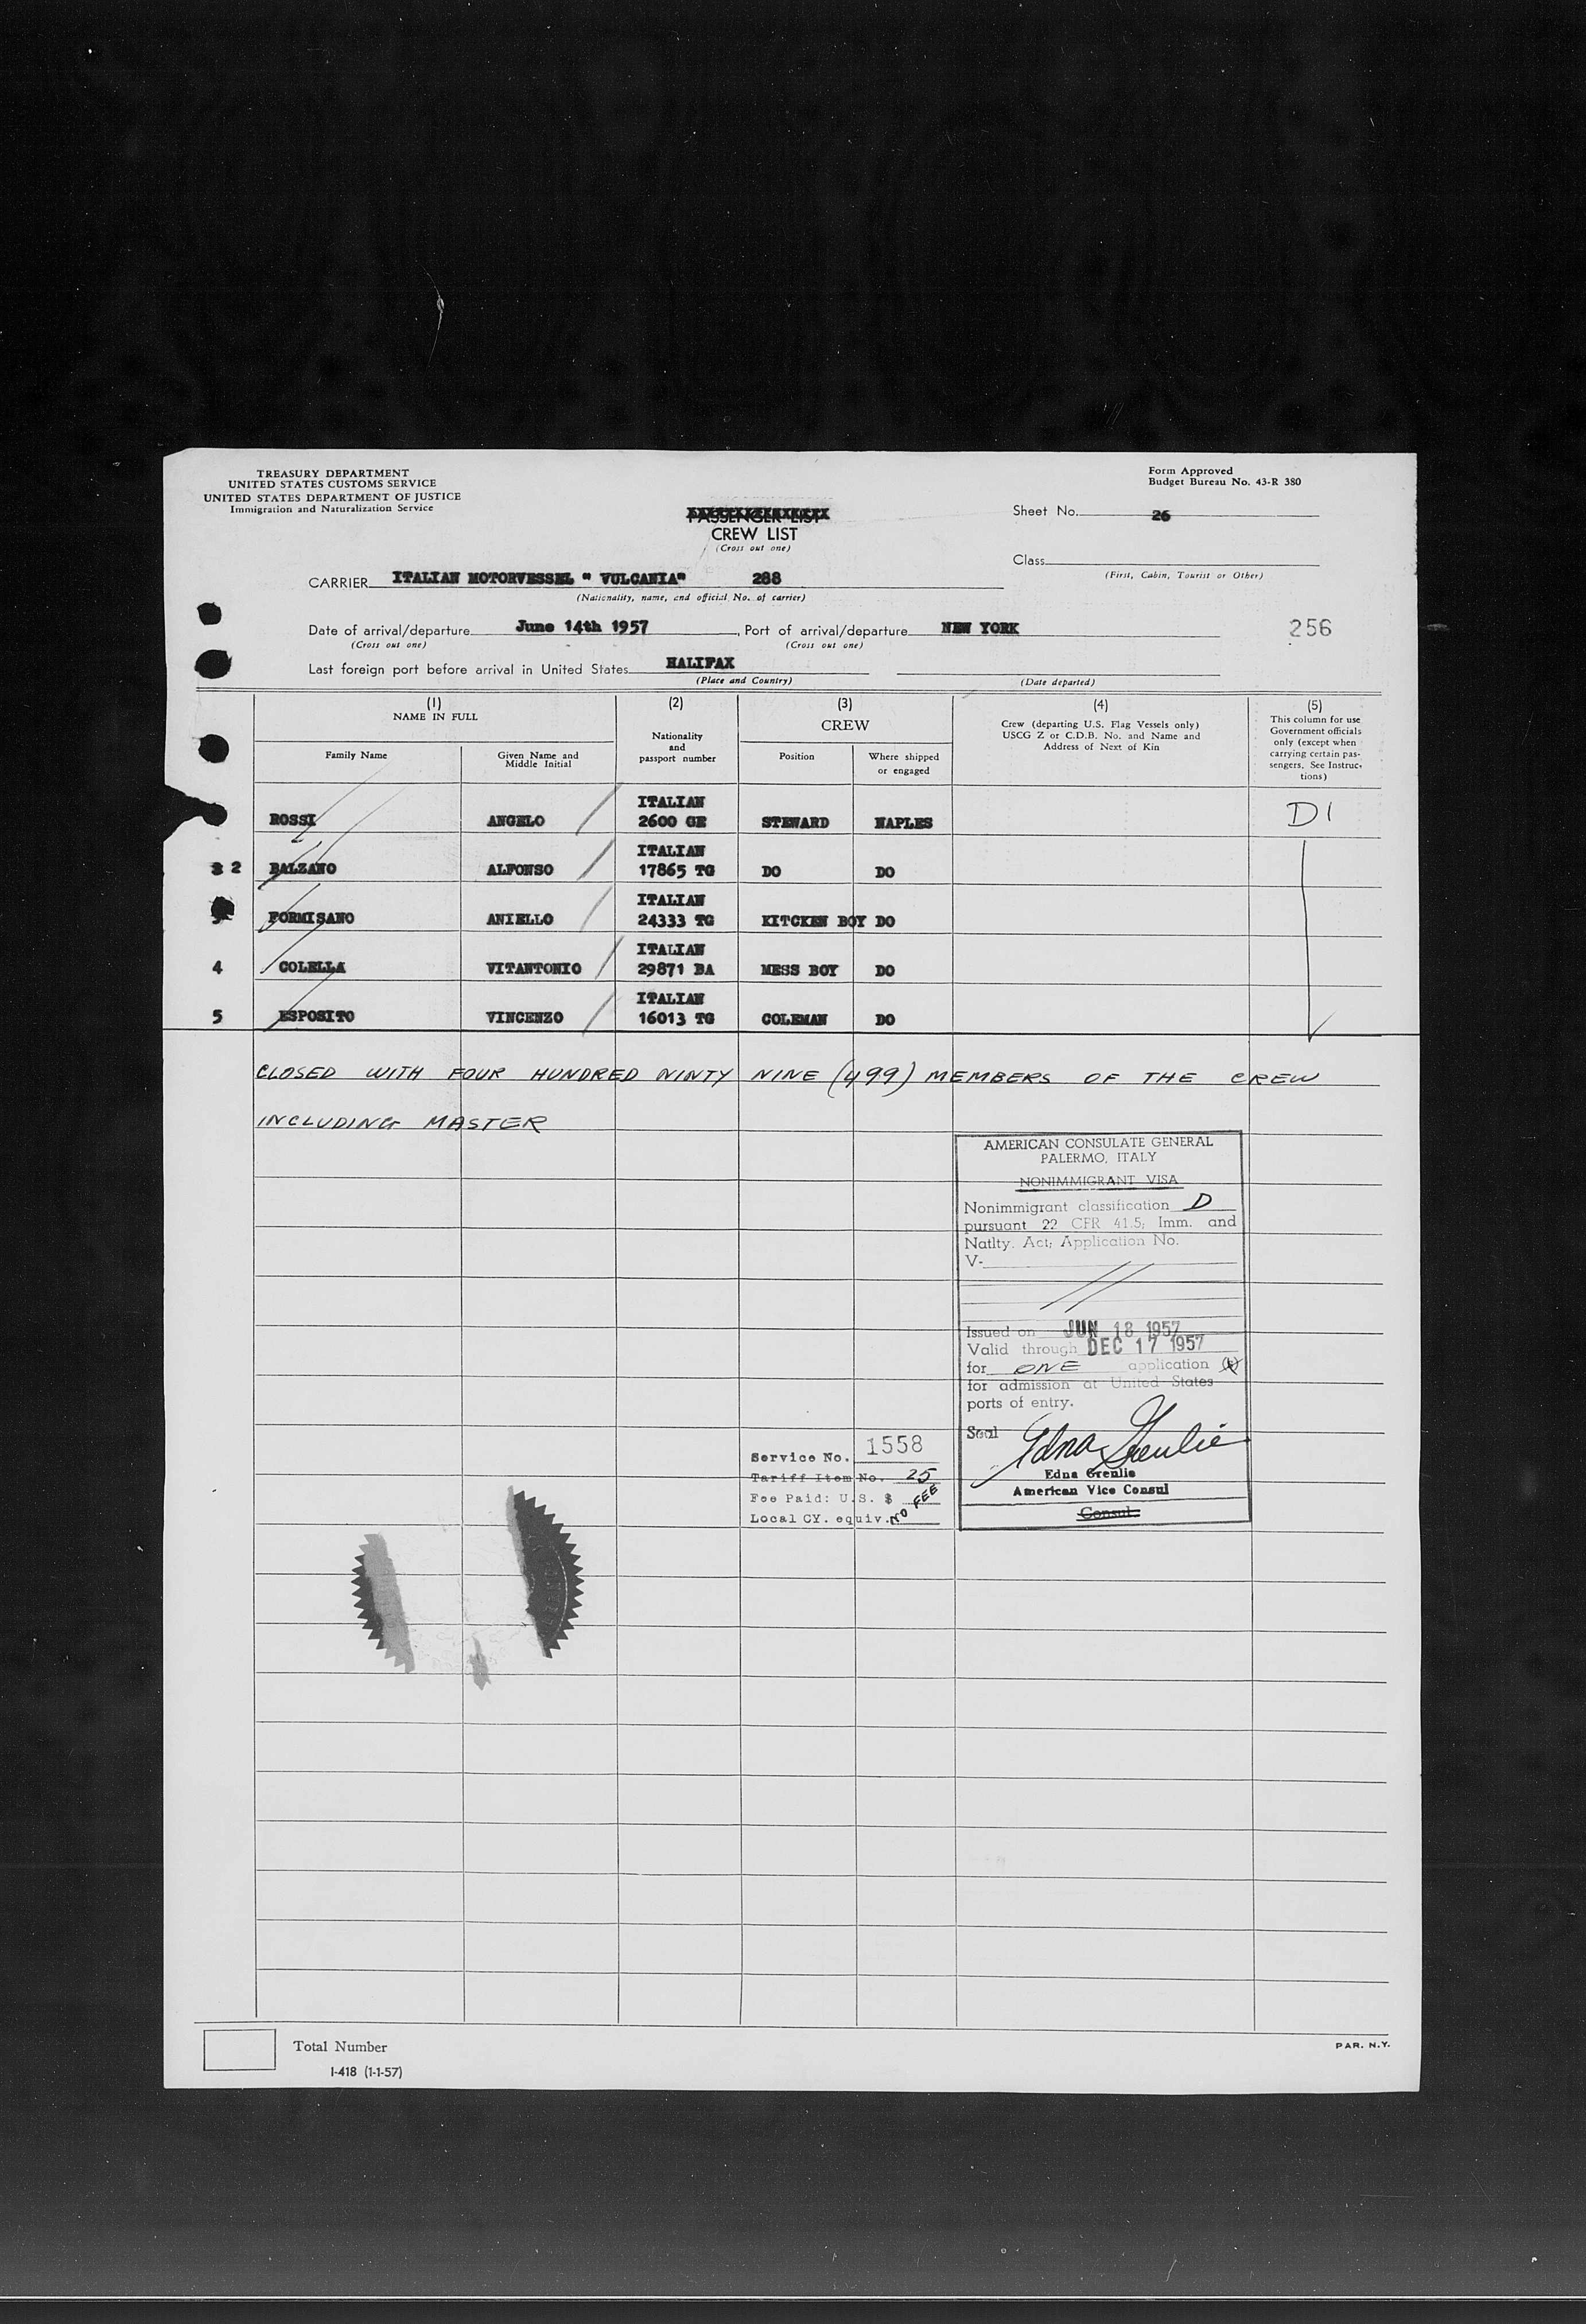 TREASURY DEPARTMENT
UNITED STATES CUSTOMS SERVICE
UNITED STATES DEPARTMENT OF JUSTICE
Immigration and Naturalization Service
Form Approved
Budget Bureau No. 43-R 380
PASSENGER LIST
CREW LIST
(Cross out one)
Sheet No. 26
Class
(First, Cabin, Tourist or Other)
CARRIER ITALIAN MOTORVESSEL " VULCANIA" 288
(Nationality, name, and official No. of carrier)
Date of arrival/departure June 14th 1957, Port of arrival/departure NEW YORK
(Cross out one) (Cross out one)
256
Last foreign port before arrival in United States HALIFAX
(Place and Country) (Date departed)
(1) (2) (3) (4) (5)
NAME IN FULL
Family Name
Given Name and
Middle Initial
Nationality
and
passport number
CREW
Position
Where shipped
or engaged
Crew (departing U.S. Flag Vessels only)
USCG Z or C.D.B. No. and Name and
Address of Next of Kin
This column for use
Government officials
only (except when
carrying certain pas-
sengers. See Instruc-
tions)
ITALIAN
ROSSI ANGELO 2600 GE STEWARD NAPLES D1
ITALIAN
2 BALZANO ALFONSO 17865 TG DO DO
ITALIAN
FORMISANO ANIELLO 24333 TG KITCKEN BOY DO
ITALIAN
4 COLELLA VITANTONIO 29871 BA MESS BOY DO
ITALIAN
5 ESPOSITO VINCENZO 16013 TG COLEMAN DO
CLOSED WITH FOUR HUNDRED NINTY NINE (499) MEMBERS OF THE CREW
INCLUDING MASTER
AMERICAN CONSULATE GENERAL
PALERMO, ITALY
NONIMMIGRANT VISA
Nonimmigrant classification D
pursuant 22 CFR 41.5; Imm. and
Natlty. Act; Application No.
V-
Issued on JUN 18 1957
Valid through DEC 17 1957
for ONE application (s)
for admission at United States
ports of entry.
Seal Edna Grenlie
Edna Grenlie
American Vice Consul
Consul.
Service No. 1558
Tariff Item No. 25
Fee Paid: U.S. $ NO FEE
Local CY. equiv.
Total Number
I-418 (1-1-57)
PAR. N.Y.